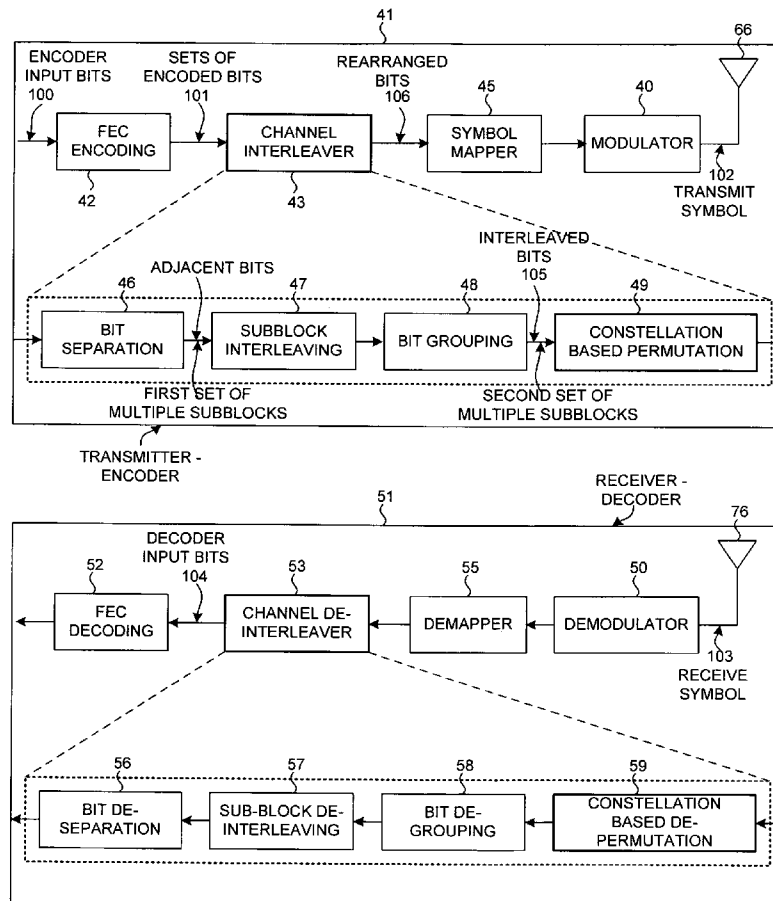 41
66
ENCODER
INPUT BITS
100
SETS OF
ENCODED BITS
101
REARRANGED
BITS
106
45
40
FEC
ENCODING
42
CHANNEL
INTERLEAVER
43
SYMBOL
MAPPER
MODULATOR
102
TRANSMIT
SYMBOL
46
ADJACENT BITS
47
INTERLEAVED
BITS
105
48
49
BIT
SEPARATION
SUBBLOCK
INTERLEAVING
BIT GROUPING
CONSTELLATION
BASED PERMUTATION
FIRST SET OF
MULTIPLE SUBBLOCKS
SECOND SET OF
MULTIPLE SUBBLOCKS
TRANSMITTER -
ENCODER
RECEIVER -
DECODER
51
76
DECODER
INPUT BITS
104
52
53
55
50
FEC
DECODING
CHANNEL DE-
INTERLEAVER
DEMAPPER
DEMODULATOR
103
RECEIVE
SYMBOL
56
57
58
59
BIT DE-
SEPARATION
SUB-BLOCK DE-
INTERLEAVING
BIT DE-
GROUPING
CONSTELLATION
BASED DE-
PERMUTATION